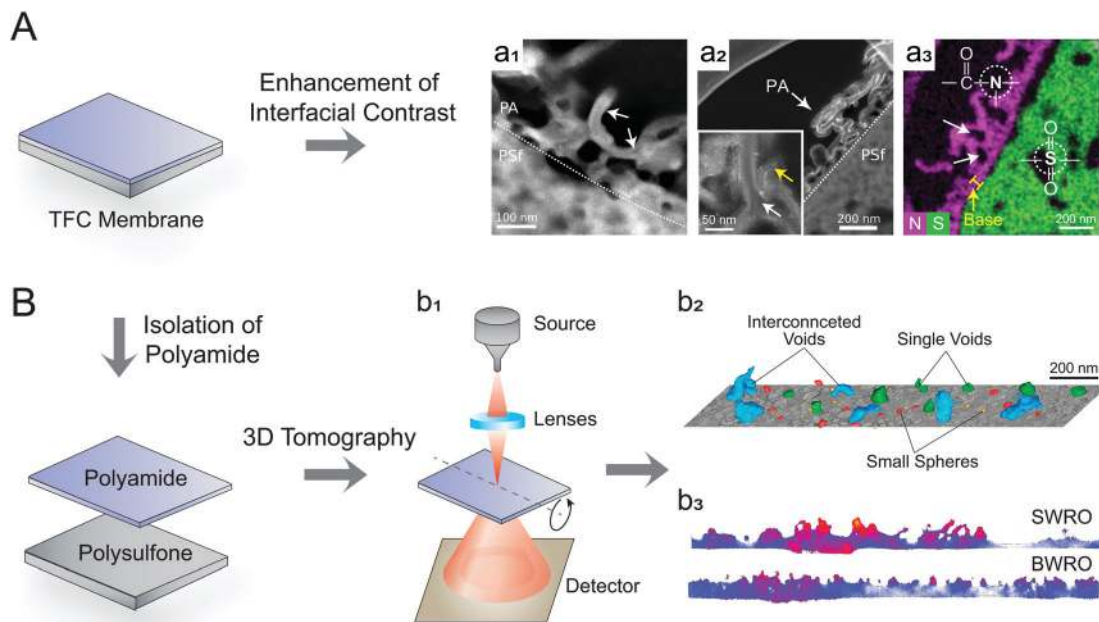 A
TFC Membrane
Enhancement of
Interfacial Contrast
a₁
PA
PSf
100 nm
a₂
PA
PSf
50 nm
200 nm
a₃
O
C
N
O
S
O
Base
N S
200 nm
B
Isolation of
Polyamide
Polyamide
Polysulfone
3D Tomography
b₁
Source
Lenses
Detector
b₂
Interconnceted
Voids
Single Voids
200 nm
Small Spheres
b₃
SWRO
BWRO